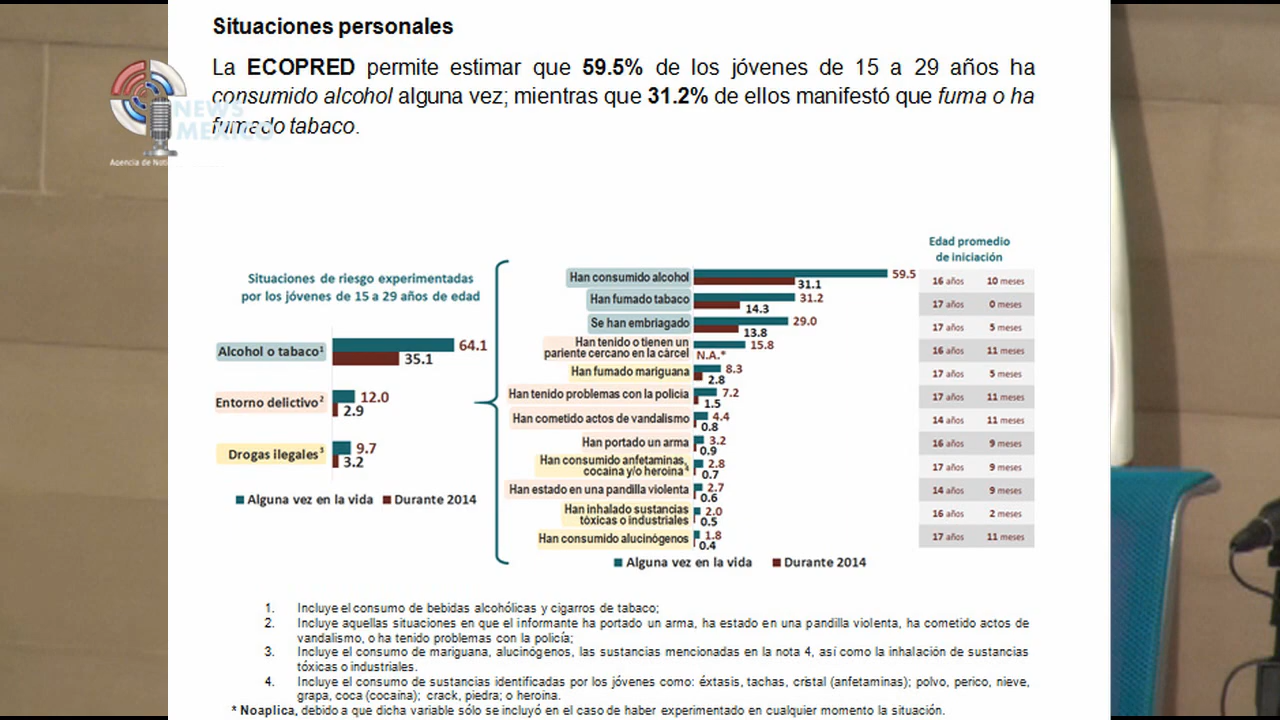 Situaciones personales
La ECOPRED permite estimar que 59.5% de los jóvenes de 15 a 29 años ha
consumido alcohol alguna vez; mientras que 31.2% de ellos manifestó que fuma o ha
fumado tabaco.
NEWS
MEXICO
Agencia de Noti
Situaciones de riesgo experimentadas
por los jóvenes de 15 a 29 años de edad
Alcohol o tabaco¹ 64.1
35.1
Entorno delictivo² 12.0
2.9
Drogas ilegales³ 9.7
3.2
Alguna vez en la vida Durante 2014
Edad promedio
de iniciación
Han consumido alcohol 59.5 31.1 16 años 10 meses
Han fumado tabaco 31.2 14.3 17 años 0 meses
Se han embriagado 29.0 13.8 17 años 5 meses
Han tenido o tienen un
pariente cercano en la cárcel 15.8 N.A.* 16 años 11 meses
Han fumado mariguana 8.3 2.8 17 años 5 meses
Han tenido problemas con la policía 7.2 1.5 17 años 11 meses
Han cometido actos de vandalismo 4.4 0.8 14 años 11 meses
Han portado un arma 3.2 0.9 16 años 9 meses
Han consumido anfetaminas,
cocaína y/o heroína⁴ 2.8 0.7 17 años 9 meses
Han estado en una pandilla violenta 2.7 0.6 14 años 9 meses
Han inhalado sustancias
tóxicas o industriales 2.0 0.5 16 años 2 meses
Han consumido alucinógenos 1.8 0.4 17 años 11 meses
Alguna vez en la vida Durante 2014
1. Incluye el consumo de bebidas alcohólicas y cigarros de tabaco;
2. Incluye aquellas situaciones en que el informante ha portado un arma, ha estado en una pandilla violenta, ha cometido actos de
vandalismo, o ha tenido problemas con la policía;
3. Incluye el consumo de mariguana, alucinógenos, las sustancias mencionadas en la nota 4, así como la inhalación de sustancias
tóxicas o industriales.
4. Incluye el consumo de sustancias identificadas por los jóvenes como: éxtasis, tachas, cristal (anfetaminas); polvo, perico, nieve,
grapa, coca (cocaína); crack, piedra; o heroina.
* Noaplica, debido a que dicha variable sólo se incluyó en el caso de haber experimentado en cualquier momento la situación.